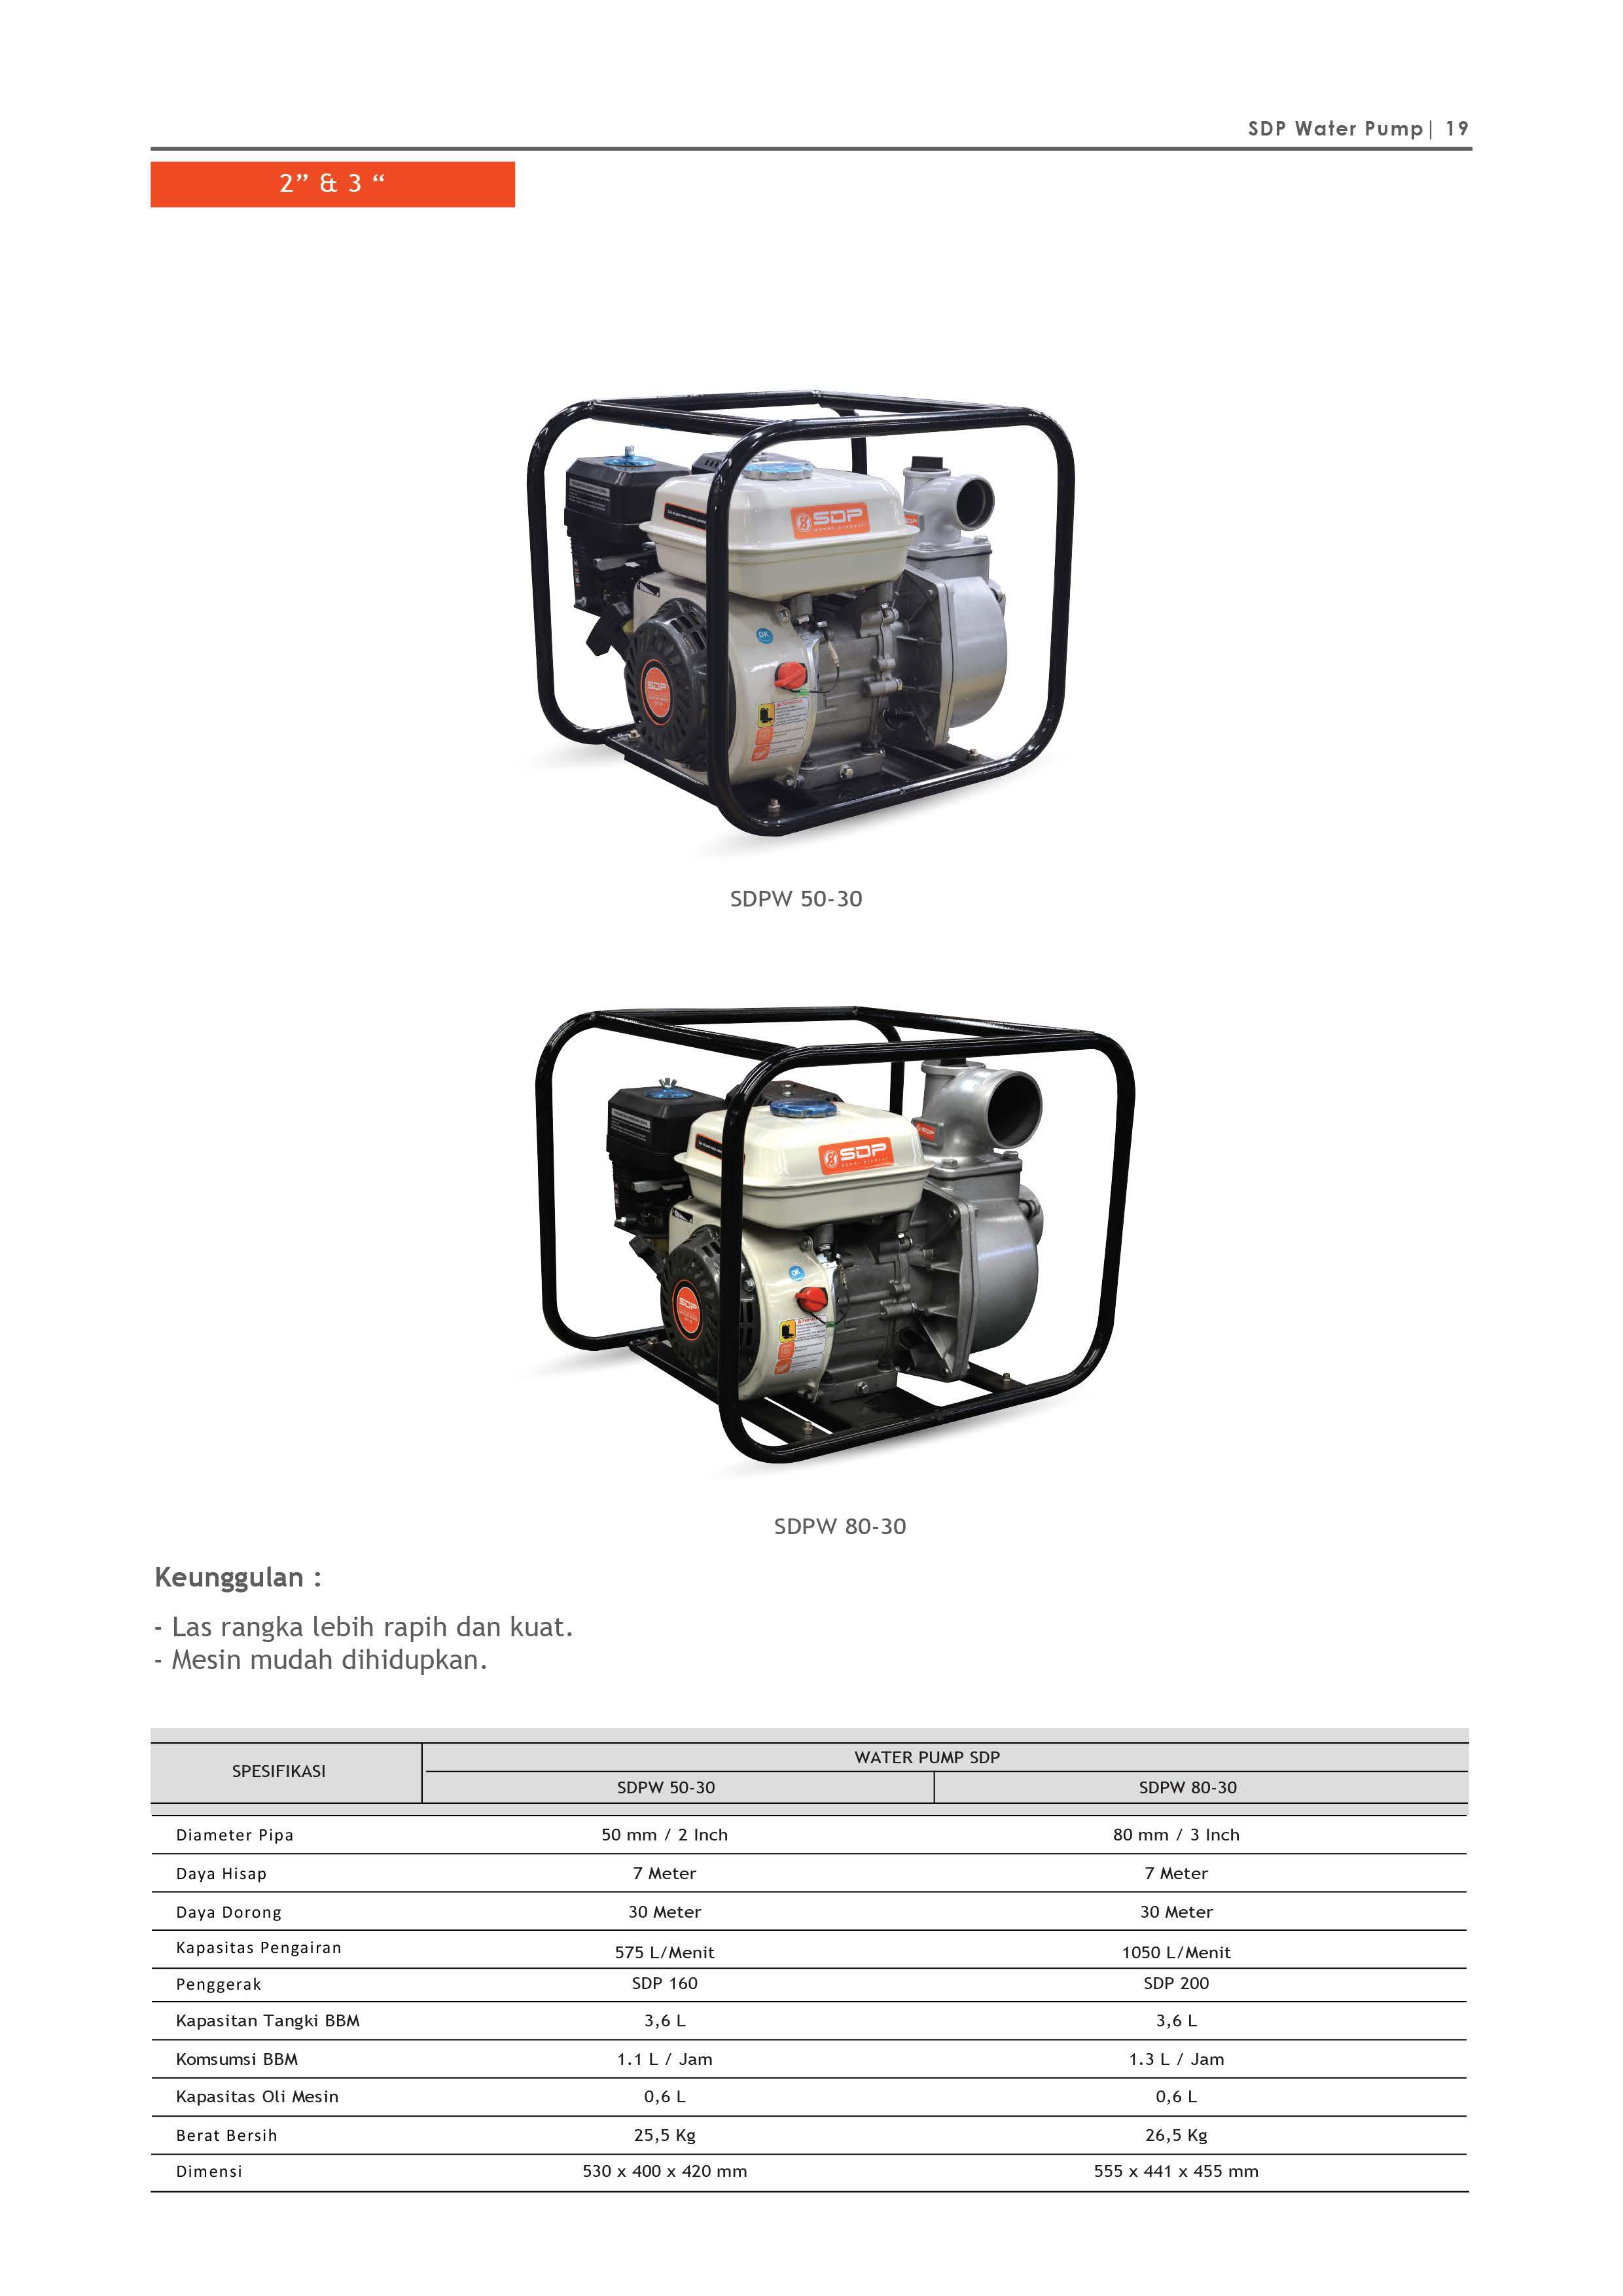 SDP Water Pump| 19
2” & 3 “
SDP
SDP
OK
SDP
SDPW 50-30
SDP
SDP
OK
SDP
SDPW 80-30
Keunggulan :
- Las rangka lebih rapih dan kuat.
- Mesin mudah dihidupkan.
SPESIFIKASI WATER PUMP SDP
SDPW 50-30 SDPW 80-30
Diameter Pipa 50 mm / 2 Inch 80 mm / 3 Inch
Daya Hisap 7 Meter 7 Meter
Daya Dorong 30 Meter 30 Meter
Kapasitas Pengairan 575 L/Menit 1050 L/Menit
Penggerak SDP 160 SDP 200
Kapasitan Tangki BBM 3,6 L 3,6 L
Komsumsi BBM 1.1 L / Jam 1.3 L / Jam
Kapasitas Oli Mesin 0,6 L 0,6 L
Berat Bersih 25,5 Kg 26,5 Kg
Dimensi 530 x 400 x 420 mm 555 x 441 x 455 mm